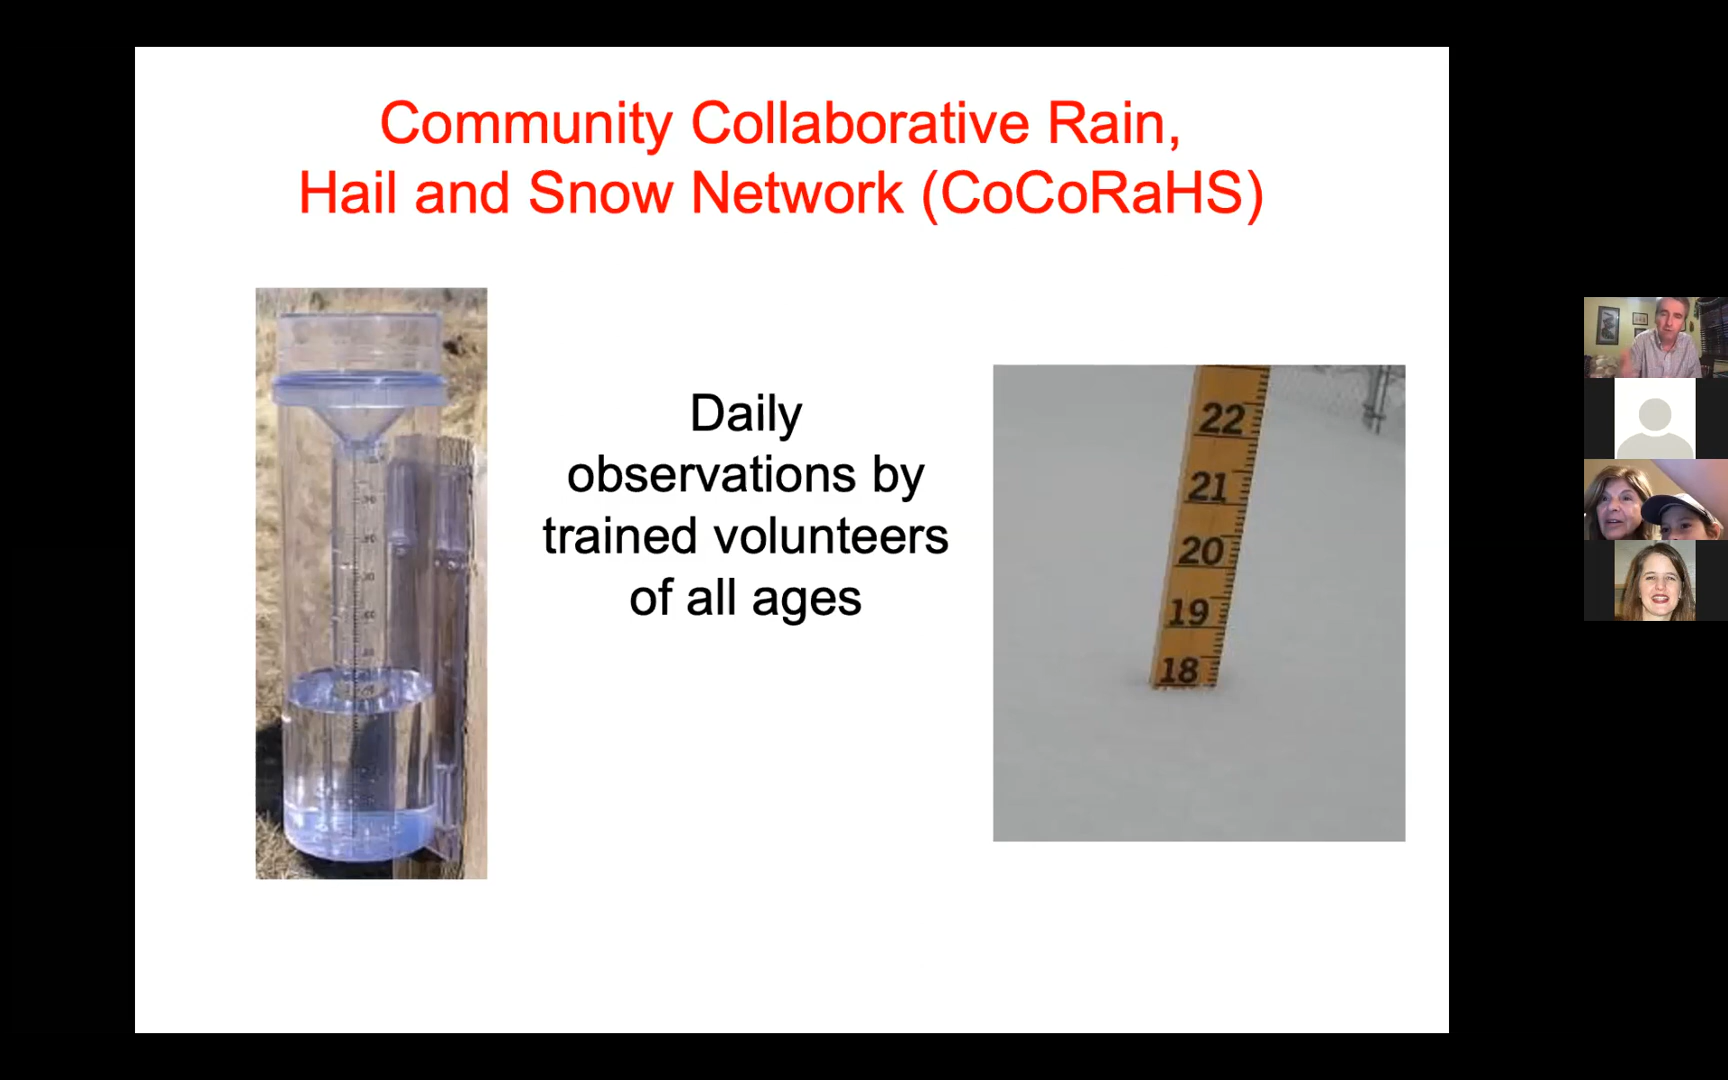 Community Collaborative Rain,
Hail and Snow Network (CoCoRaHS)
Daily
observations by
trained volunteers
of all ages
22
21
20
19
18